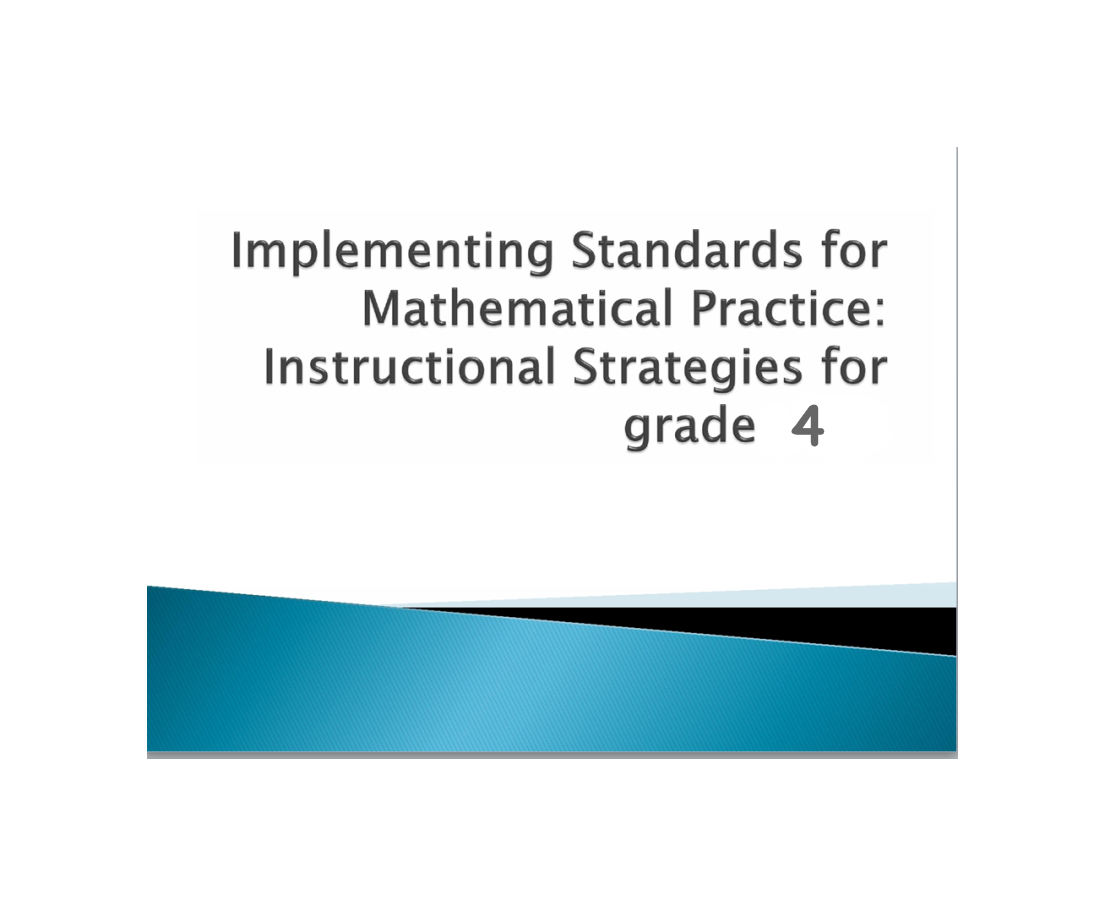 Implementing Standards for
Mathematical Practice:
Instructional Strategies for
grade 4